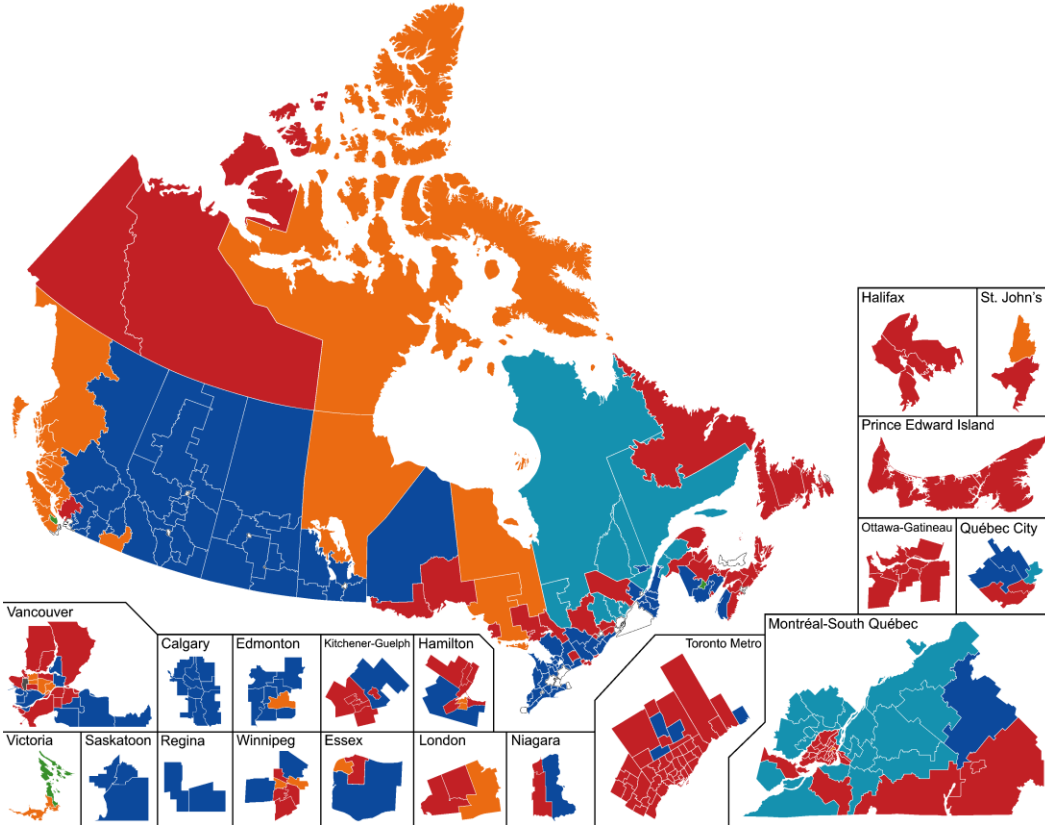 Halifax
St. John's
Prince Edward Island
Ottawa-Gatineau
Québec City
Vancouver
Calgary
Edmonton
Kitchener-Guelph
Hamilton
Toronto Metro
Montréal-South Québec
Victoria
Saskatoon
Regina
Winnipeg
Essex
London
Niagara